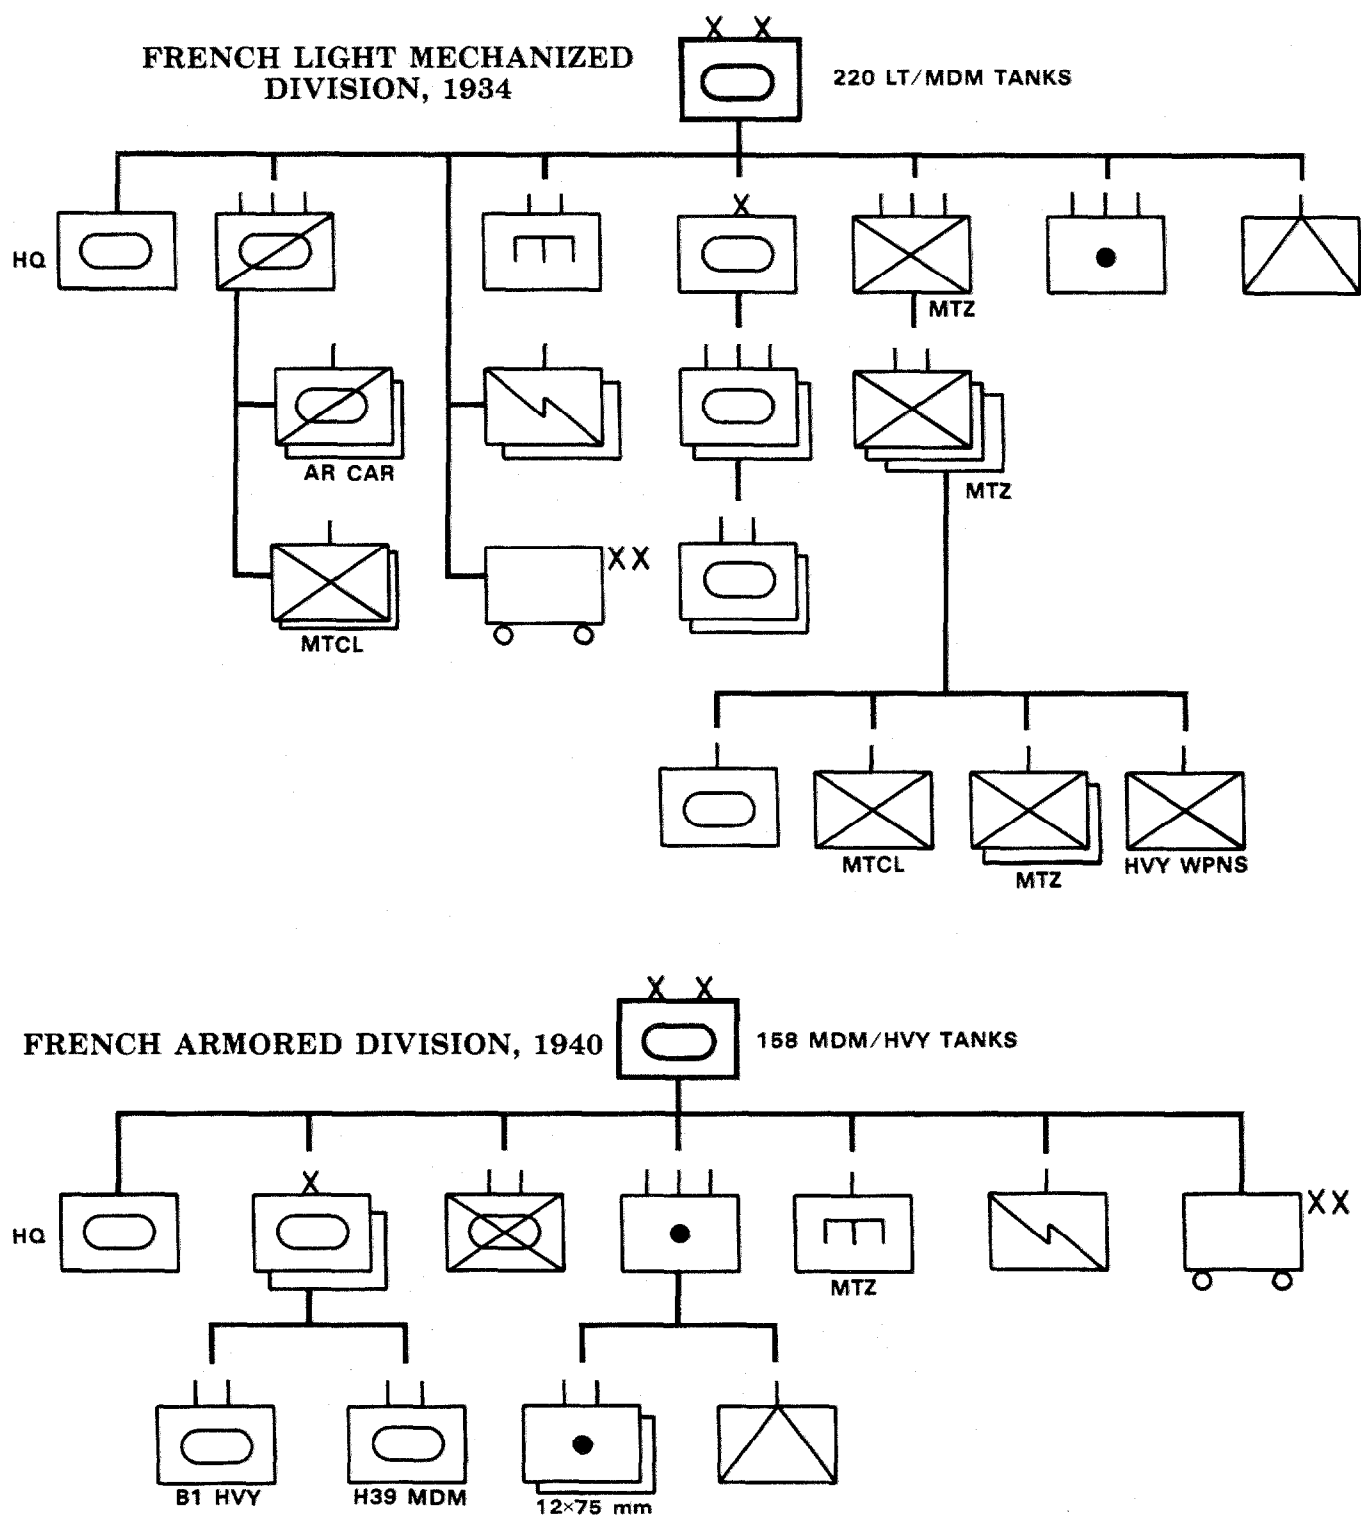 FRENCH LIGHT MECHANIZED
DIVISION, 1934
220 LT/MDM TANKS
HQ
MTZ
AR CAR
MTZ
XX
MTCL
MTCL
MTZ
HVY WPNS
FRENCH ARMORED DIVISION, 1940
158 MDM/HVY TANKS
HQ
MTZ
XX
B1 HVY
H39 MDM
12×75 mm